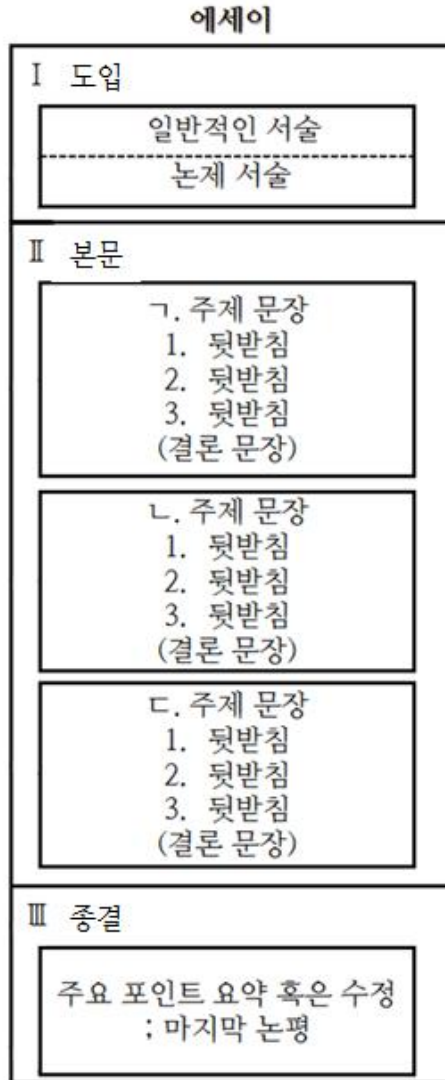 에세이
Ⅰ 도입
일반적인 서술
논제 서술
Ⅱ 본문
ㄱ. 주제 문장
1. 뒷받침
2. 뒷받침
3. 뒷받침
(결론 문장)
ㄴ. 주제 문장
1. 뒷받침
2. 뒷받침
3. 뒷받침
(결론 문장)
ㄷ. 주제 문장
1. 뒷받침
2. 뒷받침
3. 뒷받침
(결론 문장)
Ⅲ 종결
주요 포인트 요약 혹은 수정
; 마지막 논평